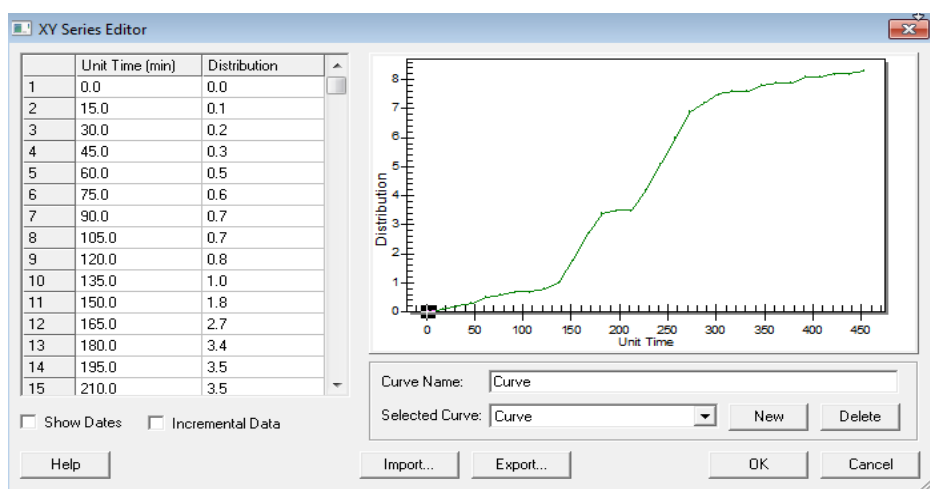 XY Series Editor
Unit Time (min) Distribution
1 0.0 0.0
2 15.0 0.1
3 30.0 0.2
4 45.0 0.3
5 60.0 0.5
6 75.0 0.6
7 90.0 0.7
8 105.0 0.7
9 120.0 0.8
10 135.0 1.0
11 150.0 1.8
12 165.0 2.7
13 180.0 3.4
14 195.0 3.5
15 210.0 3.5
Show Dates Incremental Data
Help
8
7
6
5
4
3
2
1
0
Distribution
0 50 100 150 200 250 300 350 400 450
Unit Time
Curve Name: Curve
Selected Curve: Curve New Delete
Import... Export... OK Cancel